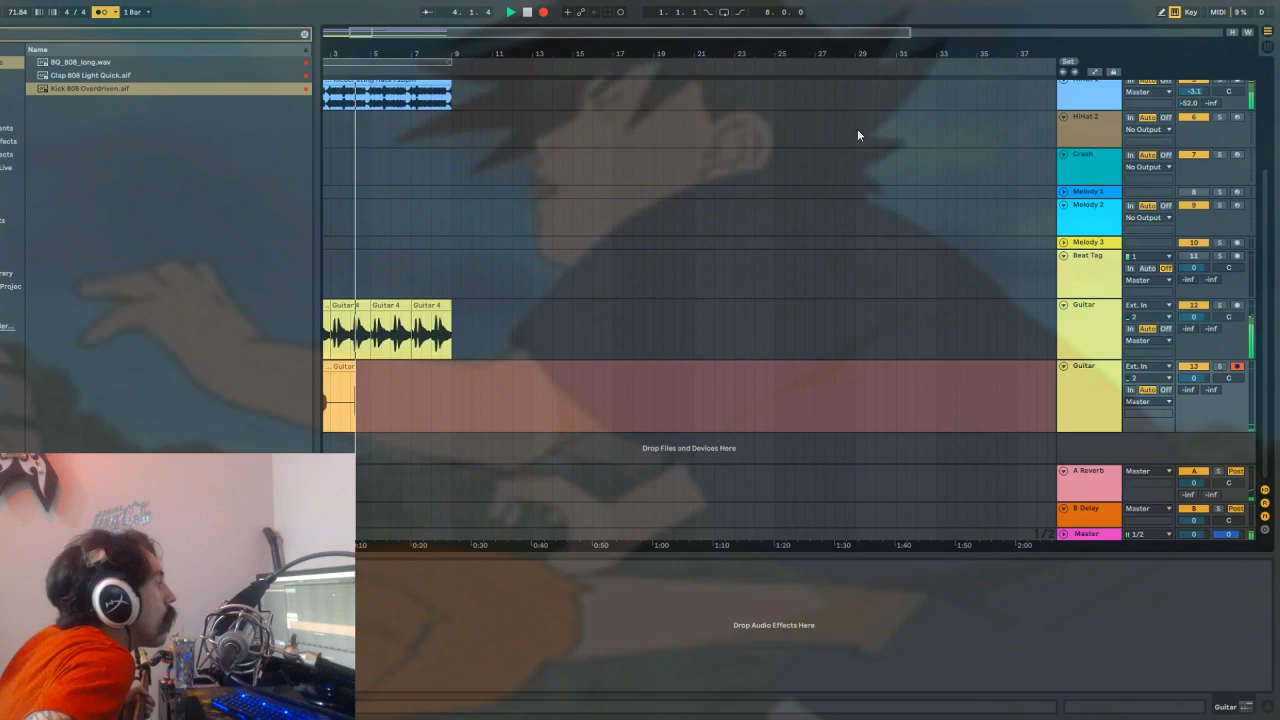 71.84 4 / 4 1 Bar 4. 1. 4 1. 1. 1 8. 0. 0 Key MIDI 9 % D
H W
Name 3 5 7 9 11 13 15 17 19 21 23 25 27 29 31 33 35 37
BQ_808_long.wav Set
Clap 808 Light Quick.aif
Kick 808 Overdriven.aif Master -3.1 C
-52.0 -inf
HiHat 2 In Auto Off 6 S
No Output
Crash In Auto Off 7 S
No Output
Melody 1 8 S
Melody 2 In Auto Off 9 S
No Output
Melody 3 10 S
Beat Tag 1 11 S
In Auto Off 0 C
-inf -inf
Guitar 4 Guitar 4 Guitar 4 Guitar Ext. In 12 S
2 0 C
In Auto Off -inf -inf
Master
... Guitar Guitar Ext. In 13 S
2 0 C
In Auto Off -inf -inf
Master
Drop Files and Devices Here
A Reverb Master A S Post
0 C
-inf -inf
B Delay Master B S Post
0 C
1/2 Master 1/2 0 0
0:10 0:20 0:30 0:40 0:50 1:00 1:10 1:20 1:30 1:40 1:50 2:00
Drop Audio Effects Here
Guitar